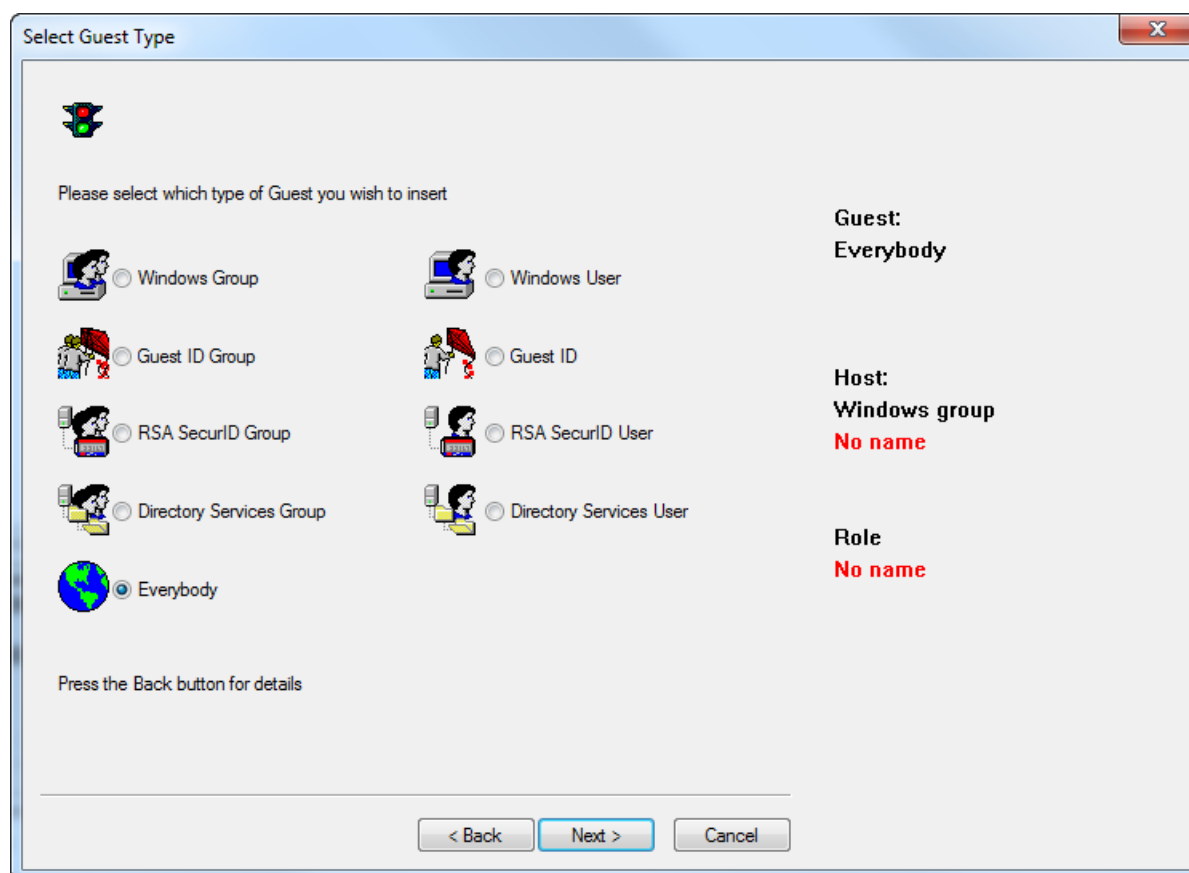 Select Guest Type
Please select which type of Guest you wish to insert
Windows Group
Windows User
Guest ID Group
Guest ID
RSA SecurID Group
RSA SecurID User
Directory Services Group
Directory Services User
Everybody
Press the Back button for details
< Back
Next >
Cancel
Guest:
Everybody
Host:
Windows group
No name
Role
No name